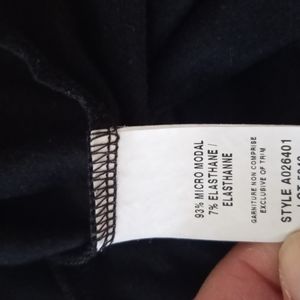 93% MICRO MODAL
7% ELASTHANE /
ELASTHANNE
GARNITURE NON COMPRISE
EXCLUSIVE OF TRIM
STYLE A026401